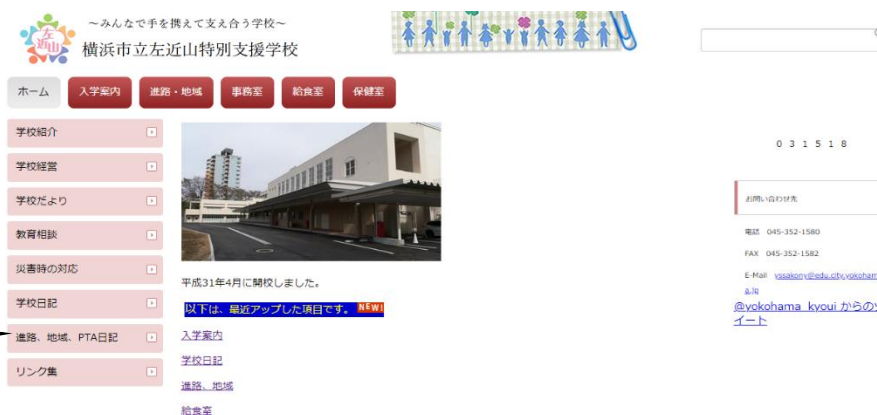 ～みんなで手を携えて支え合う学校～
左近山
横浜市立左近山特別支援学校
ホーム
入学案内
進路・地域
事務室
給食室
保健室
学校紹介
学校経営
学校だより
教育相談
災害時の対応
学校日記
進路、地域、PTA日記
リンク集
平成31年4月に開校しました。
以下は、最近アップした項目です。 NEW!
入学案内
学校日記
進路、地域
給食室
031518
お問い合わせ先
電話 045-352-1580
FAX 045-352-1582
E-Mail yssakony@edu.city.yokoham
a.jp
@yokohama_kyoui からのツ
イート